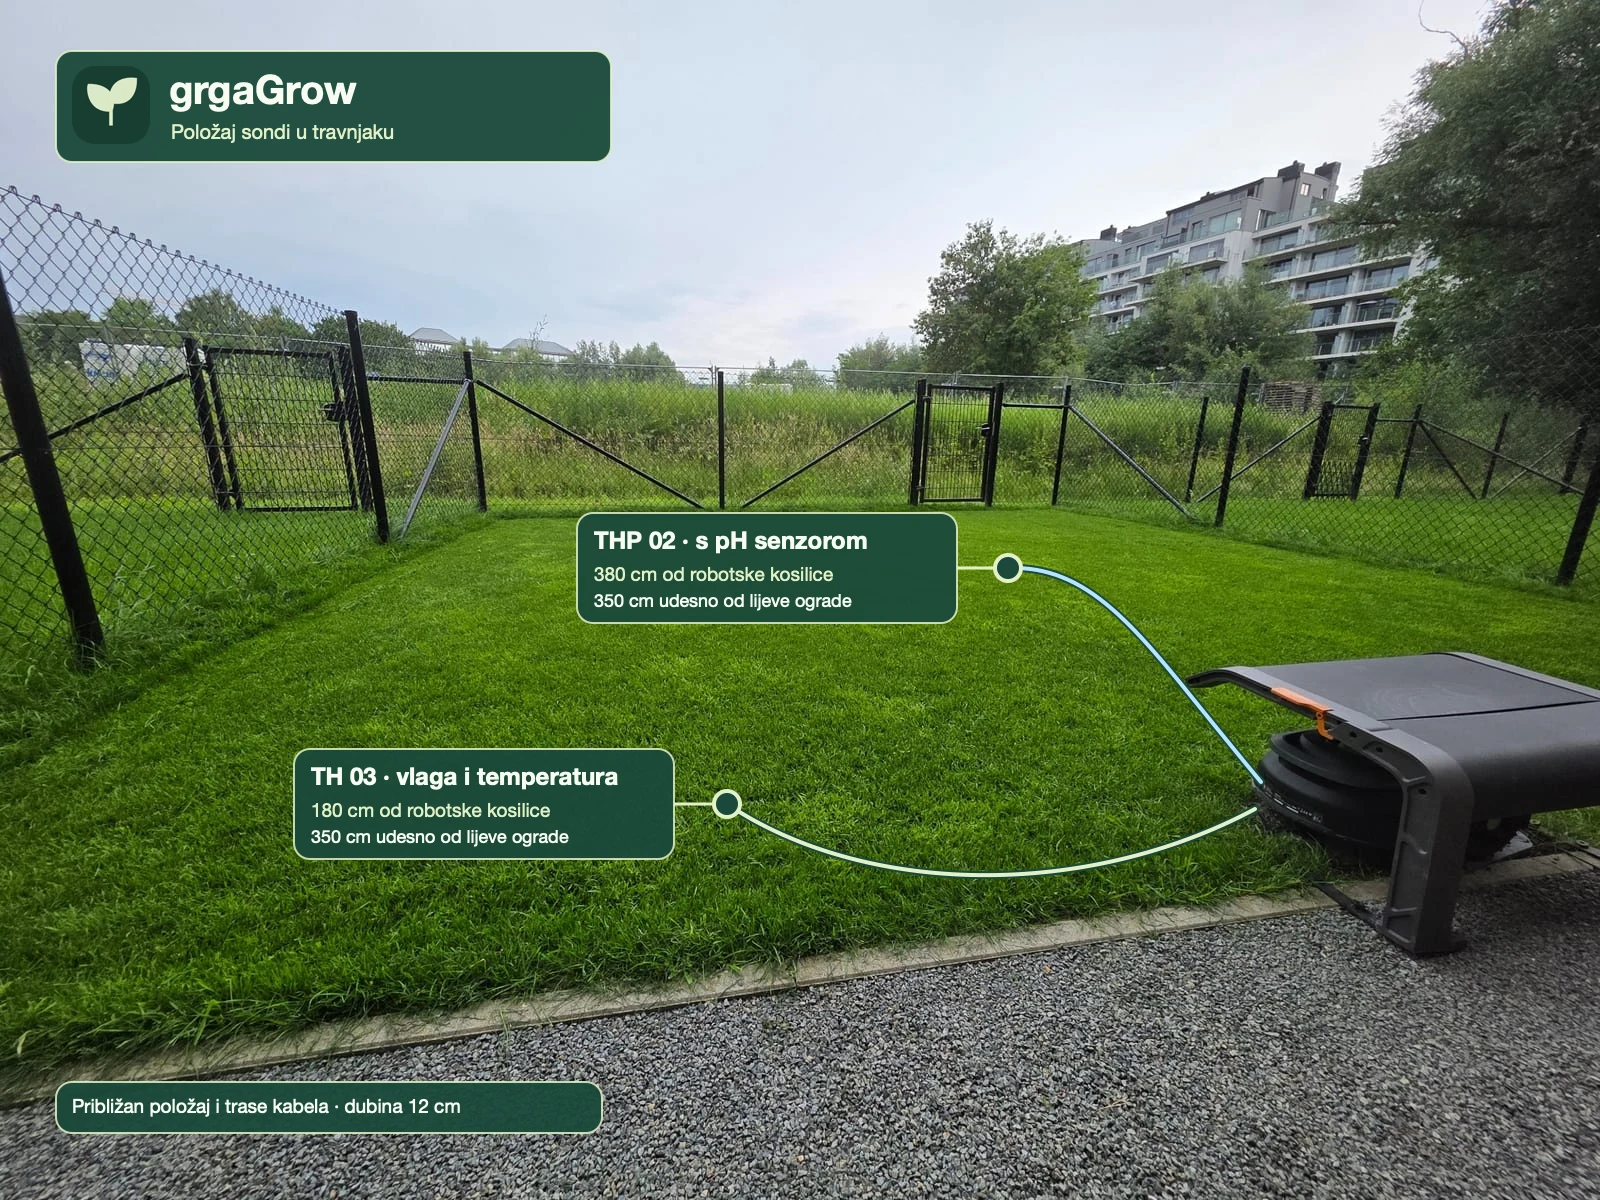 grgaGrow
Položaj sondi u travnjaku
THP 02 · s pH senzorom
380 cm od robotske kosilice
350 cm udesno od lijeve ograde
TH 03 · vlaga i temperatura
180 cm od robotske kosilice
350 cm udesno od lijeve ograde
Približan položaj i trase kabela · dubina 12 cm